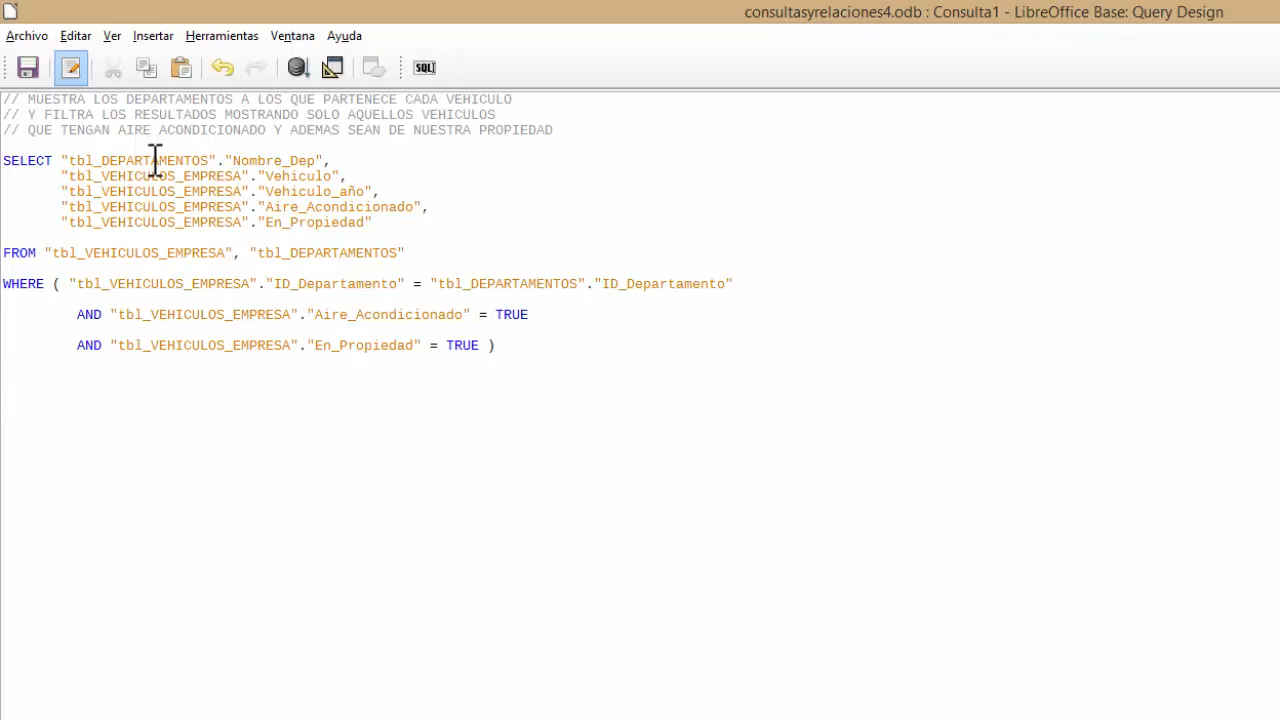 consultasyrelaciones4.odb : Consulta1 - LibreOffice Base: Query Design
Archivo Editar Ver Insertar Herramientas Ventana Ayuda
SQL
// MUESTRA LOS DEPARTAMENTOS A LOS QUE PARTENECE CADA VEHICULO
// Y FILTRA LOS RESULTADOS MOSTRANDO SOLO AQUELLOS VEHICULOS
// QUE TENGAN AIRE ACONDICIONADO Y ADEMAS SEAN DE NUESTRA PROPIEDAD
SELECT "tbl_DEPARTAMENTOS"."Nombre_Dep",
"tbl_VEHICULOS_EMPRESA"."Vehiculo",
"tbl_VEHICULOS_EMPRESA"."Vehiculo_año",
"tbl_VEHICULOS_EMPRESA"."Aire_Acondicionado",
"tbl_VEHICULOS_EMPRESA"."En_Propiedad"
FROM "tbl_VEHICULOS_EMPRESA", "tbl_DEPARTAMENTOS"
WHERE ( "tbl_VEHICULOS_EMPRESA"."ID_Departamento" = "tbl_DEPARTAMENTOS"."ID_Departamento"
AND "tbl_VEHICULOS_EMPRESA"."Aire_Acondicionado" = TRUE
AND "tbl_VEHICULOS_EMPRESA"."En_Propiedad" = TRUE )